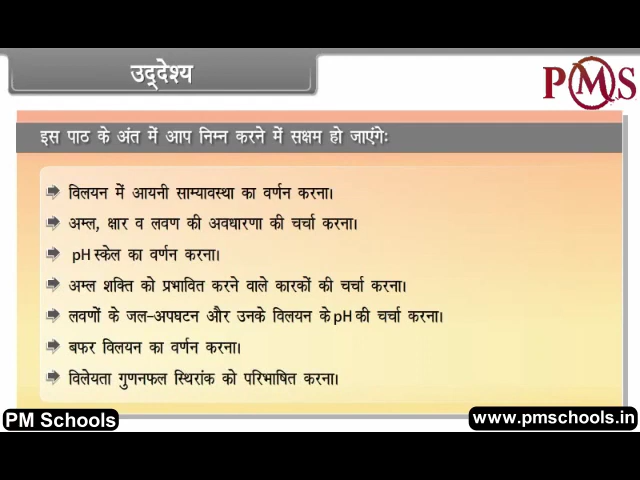 उद्देश्य
PMS
इस पाठ के अंत में आप निम्न करने में सक्षम हो जाएंगेः
विलयन में आयनी साम्यावस्था का वर्णन करना।
अम्ल, क्षार व लवण की अवधारणा की चर्चा करना।
pH स्केल का वर्णन करना।
अम्ल शक्ति को प्रभावित करने वाले कारकों की चर्चा करना।
लवणों के जल-अपघटन और उनके विलयन के pH की चर्चा करना।
बफर विलयन का वर्णन करना।
विलेयता गुणनफल स्थिरांक को परिभाषित करना।
PM Schools
www.pmschools.in